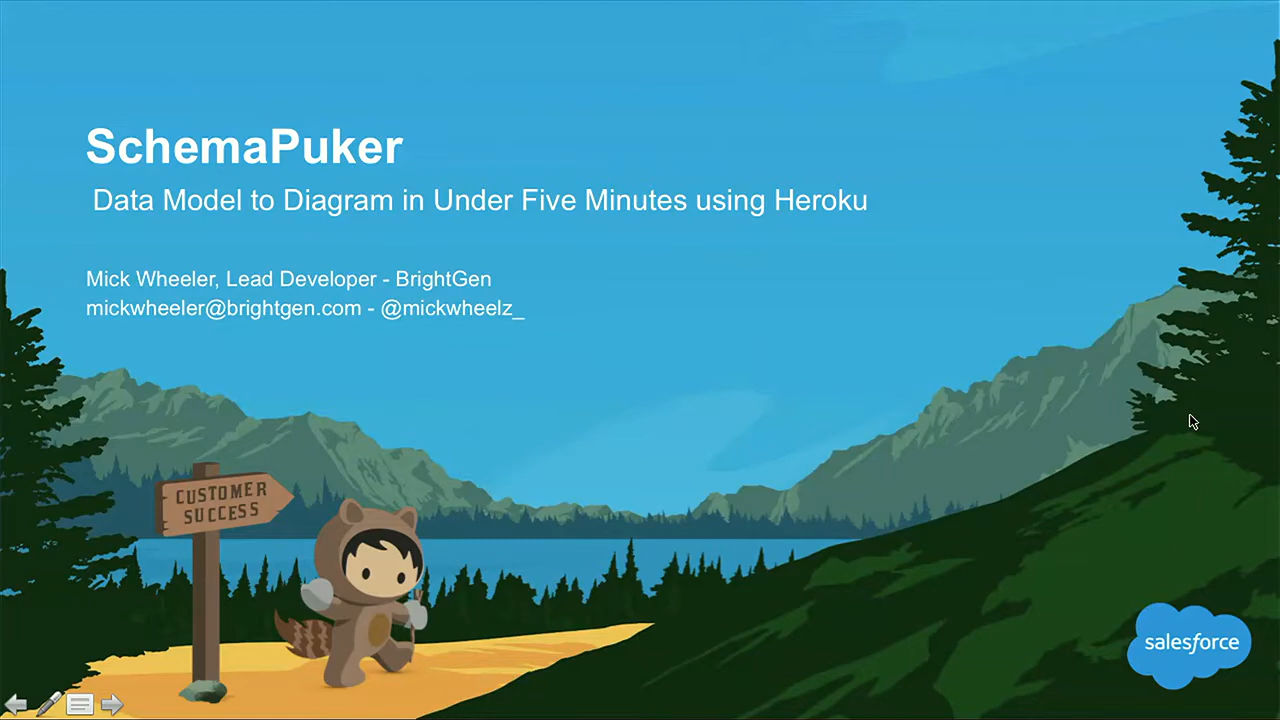 SchemaPuker
Data Model to Diagram in Under Five Minutes using Heroku
Mick Wheeler, Lead Developer - BrightGen
mickwheeler@brightgen.com - @mickwheelz_
CUSTOMER
SUCCESS
salesforce